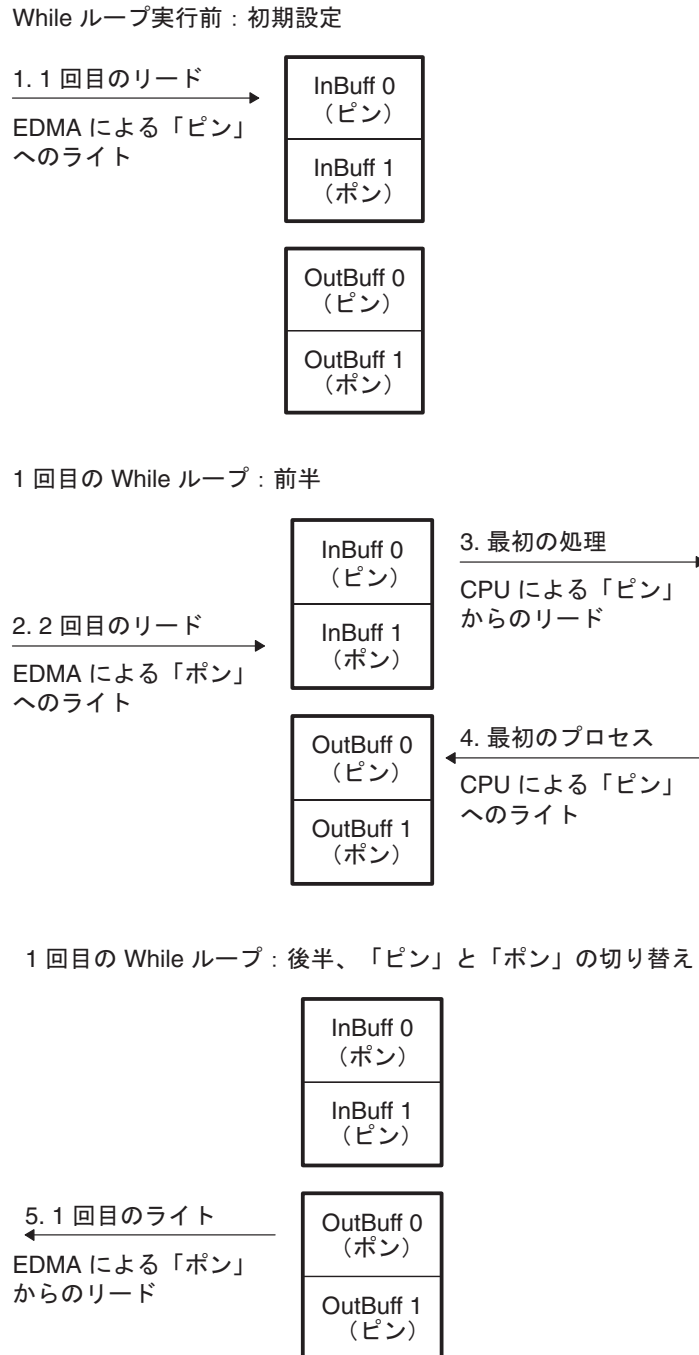 While ループ実行前：初期設定
1. 1 回目のリード
EDMA による「ピン」
へのライト
InBuff 0
（ピン）
InBuff 1
（ポン）
OutBuff 0
（ピン）
OutBuff 1
（ポン）
1 回目の While ループ：前半
2. 2 回目のリード
EDMA による「ポン」
へのライト
InBuff 0
（ピン）
InBuff 1
（ポン）
3. 最初の処理
CPU による「ピン」
からのリード
OutBuff 0
（ピン）
OutBuff 1
（ポン）
4. 最初のプロセス
CPU による「ピン」
へのライト
1 回目の While ループ：後半、「ピン」と「ポン」の切り替え
InBuff 0
（ポン）
InBuff 1
（ピン）
5. 1 回目のライト
EDMA による「ポン」
からのリード
OutBuff 0
（ポン）
OutBuff 1
（ピン）